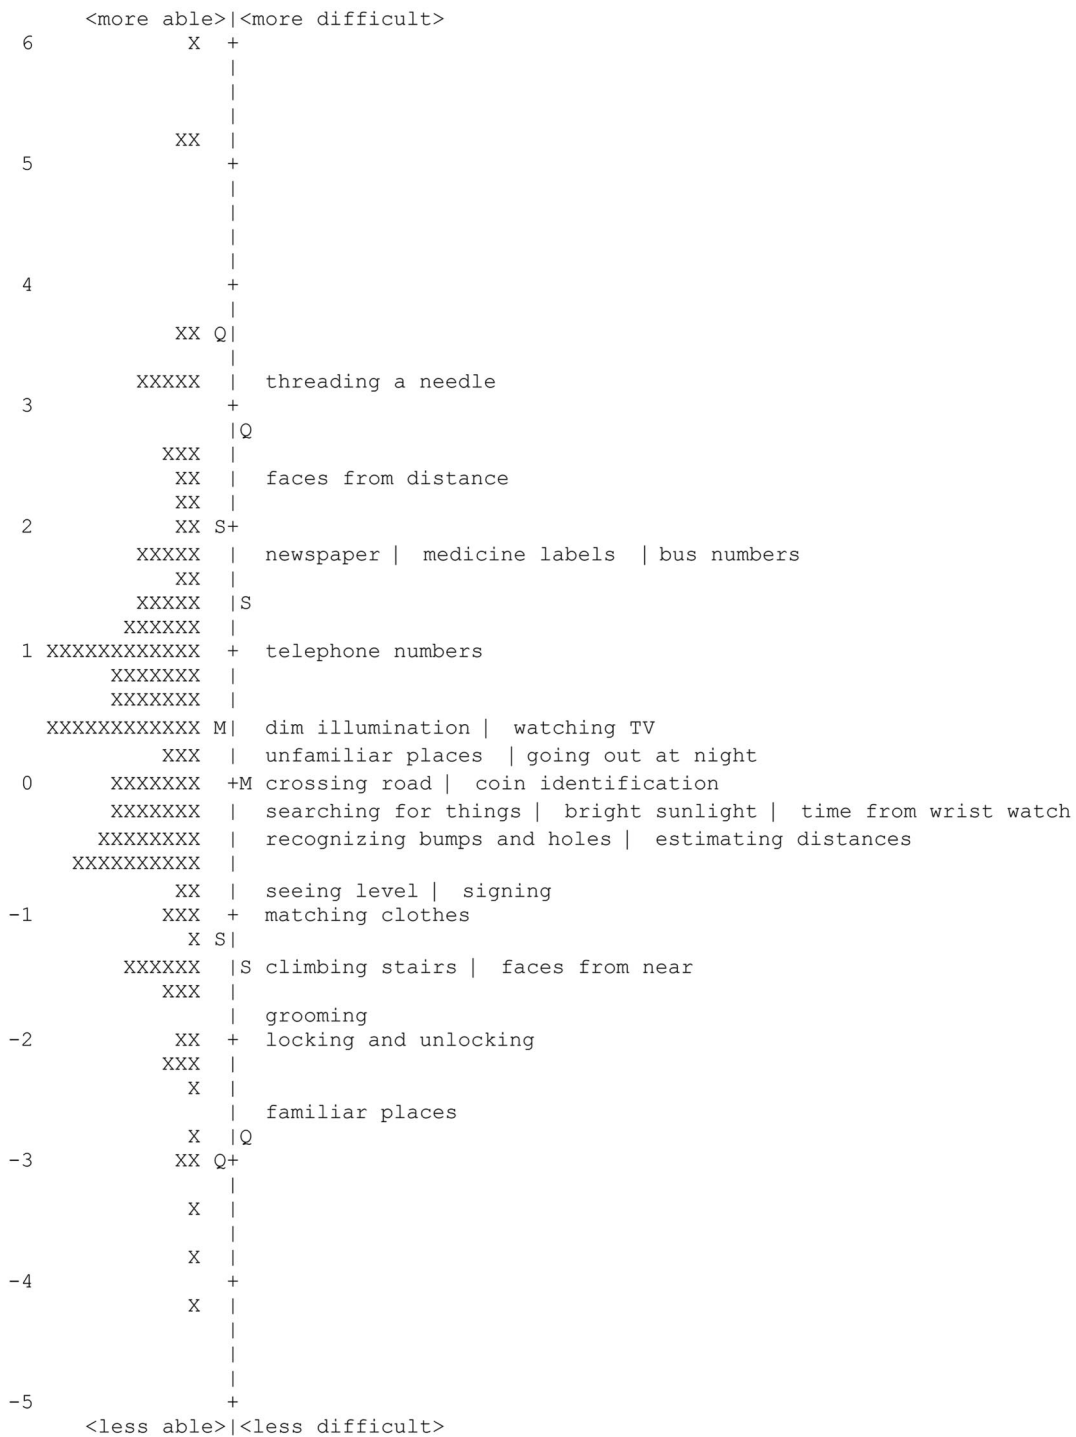 <more able>|<more difficult>
6 X +
|
|
|
XX |
5 +
|
|
|
|
4 +
|
XX Q|
|
XXXXX | threading a needle
3 +
|Q
XXX |
XX | faces from distance
XX |
2 XX S+
XXXXX | newspaper | medicine labels | bus numbers
XX |
XXXXX |S
XXXXXX |
1 XXXXXXXXXXXX + telephone numbers
XXXXXXX |
XXXXXXX |
XXXXXXXXXXXX M| dim illumination | watching TV
XXX | unfamiliar places | going out at night
0 XXXXXXX +M crossing road | coin identification
XXXXXXX | searching for things | bright sunlight | time from wrist watch
XXXXXXXX | recognizing bumps and holes | estimating distances
XXXXXXXXXX |
XX | seeing level | signing
-1 XXX + matching clothes
X S|
XXXXXX |S climbing stairs | faces from near
XXX |
| grooming
-2 XX + locking and unlocking
XXX |
X |
| familiar places
X |Q
-3 XX Q+
|
X |
|
X |
-4 +
X |
|
|
|
-5 +
<less able>|<less difficult>